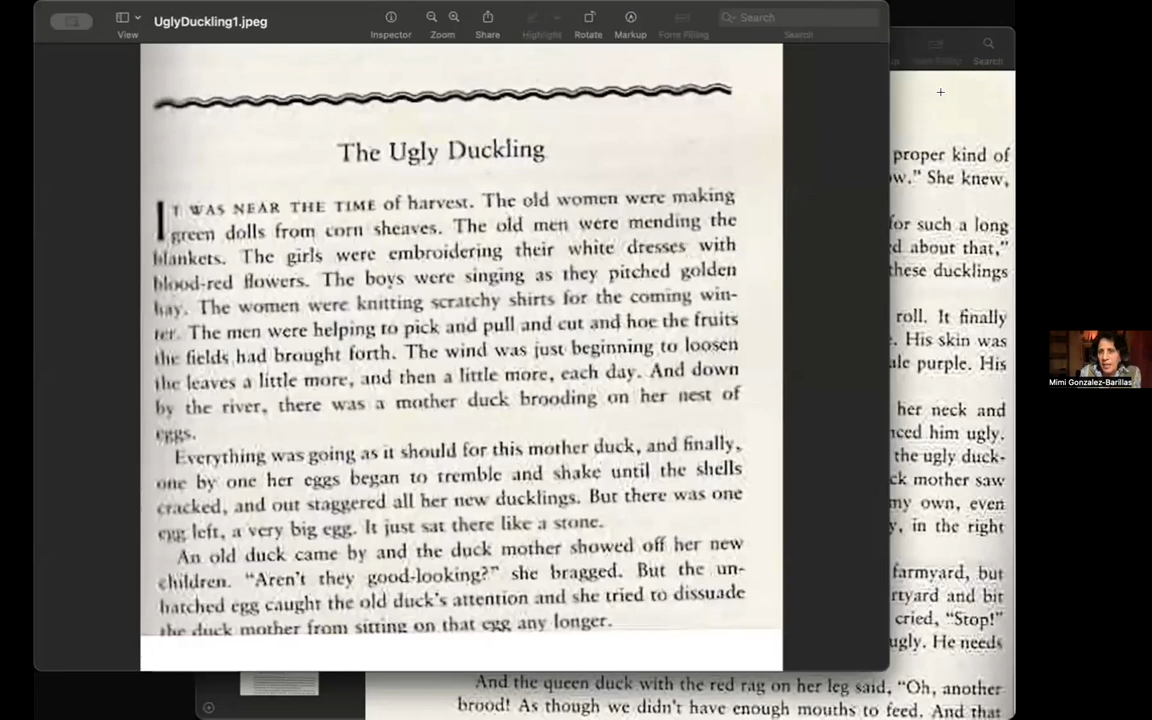 UglyDuckling1.jpeg
View
Inspector
Zoom
Share
Highlight
Rotate
Markup
Form Filling
Search
Search
The Ugly Duckling
IT WAS NEAR THE TIME of harvest. The old women were making
green dolls from corn sheaves. The old men were mending the
blankets. The girls were embroidering their white dresses with
blood-red flowers. The boys were singing as they pitched golden
hay. The women were knitting scratchy shirts for the coming win-
ter. The men were helping to pick and pull and cut and hoe the fruits
the fields had brought forth. The wind was just beginning to loosen
the leaves a little more, and then a little more, each day. And down
by the river, there was a mother duck brooding on her nest of
eggs.
Everything was going as it should for this mother duck, and finally,
one by one her eggs began to tremble and shake until the shells
cracked, and out staggered all her new ducklings. But there was one
egg left, a very big egg. It just sat there like a stone.
An old duck came by and the duck mother showed off her new
children. "Aren't they good-looking?" she bragged. But the un-
hatched egg caught the old duck's attention and she tried to dissuade
the duck mother from sitting on that egg any longer.
Search
proper kind of
ow." She knew,
for such a long
d about that,"
these ducklings
roll. It finally
. His skin was
ale purple. His
her neck and
nced him ugly.
the ugly duck-
ck mother saw
my own, even
y, in the right
farmyard, but
rtyard and bit
cried, "Stop!"
ugly. He needs
And the queen duck with the red rag on her leg said, "Oh, another
brood! As though we didn't have enough mouths to feed. And that
Mimi Gonzalez-Barillas